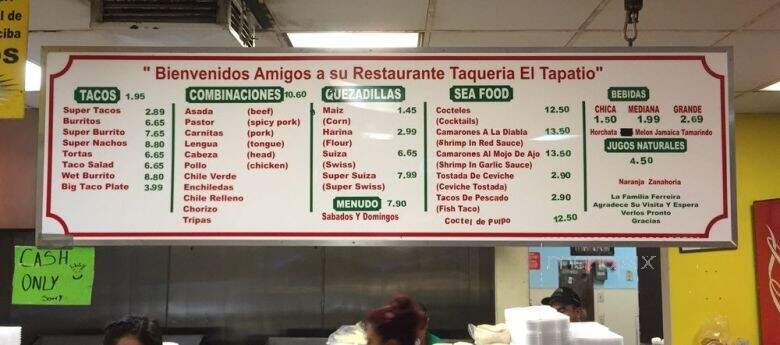 l de
ciba
OS
" Bienvenidos Amigos a su Restaurante Taqueria El Tapatio"
TACOS 1.95
Super Tacos 2.89
Burritos 6.65
Super Burrito 7.65
Super Nachos 8.80
Tortas 6.65
Taco Salad 6.65
Wet Burrito 8.80
Big Taco Plate 3.99
COMBINACIONES 10.60
Asada (beef)
Pastor (spicy pork)
Carnitas (pork)
Lengua (tongue)
Cabeza (head)
Pollo (chicken)
Chile Verde
Enchiledas
Chile Relleno
Chorizo
Tripas
QUEZADILLAS
Maiz 1.45
(Corn)
Harina 2.99
(Flour)
Suiza 6.65
(Swiss)
Super Suiza 7.99
(Super Swiss)
MENUDO 7.90
Sabados Y Domingos
SEA FOOD
Cocteles 12.50
(Cocktails)
Camarones A La Diabla 13.50
(Shrimp In Red Sauce)
Camarones Al Mojo De Ajo 13.50
(Shrimp In Garlic Sauce)
Tostada De Ceviche 2.90
(Ceviche Tostada)
Tacos De Pescado 2.90
(Fish Taco)
Coctel de Pulpo 12.50
BEBIDAS
CHICA MEDIANA GRANDE
1.50 1.99 2.69
Horchata Melon Jamaica Tamarindo
JUGOS NATURALES
4.50
Naranja Zanahoria
La Familia Ferreira
Agradece Su Visita Y Espera
Verlos Pronto
Gracias
CASH
ONLY
Sorry